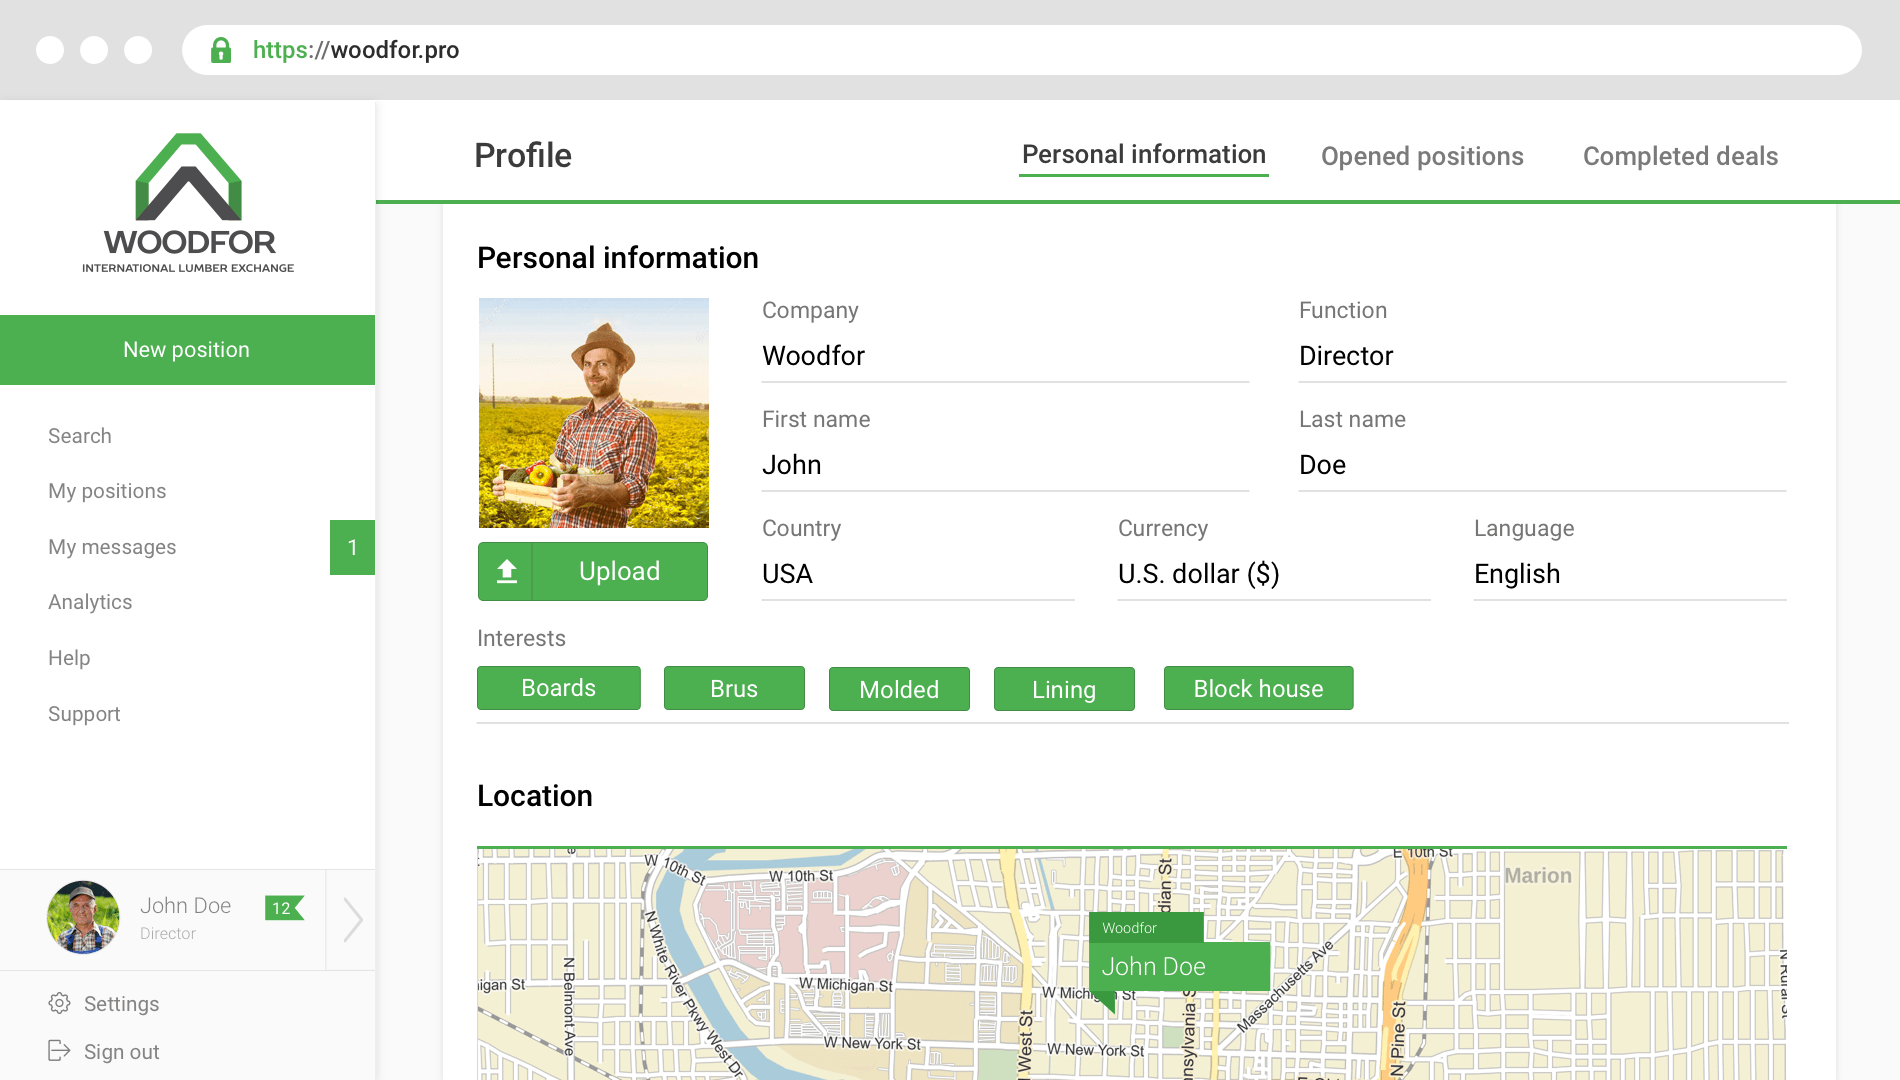 https://woodfor.pro
WOODFOR
INTERNATIONAL LUMBER EXCHANGE
New position
Search
My positions
My messages
1
Analytics
Help
Support
John Doe
12
Director
Settings
Sign out
Profile
Personal information
Opened positions
Completed deals
Personal information
Company
Woodfor
Function
Director
First name
John
Last name
Doe
Upload
Country
USA
Currency
U.S. dollar ($)
Language
English
Interests
Boards
Brus
Molded
Lining
Block house
Location
W 10th St
W 10th St
E 10th St
Marion
dian St
Woodfor
John Doe
N White River Pkwy West Dr
N Belmont Ave
igan St
W Michigan St
W Michigan St
Massachusetts Ave
nsylvania S
N Rural St
W New York St
W New York St
West St
N Pine St